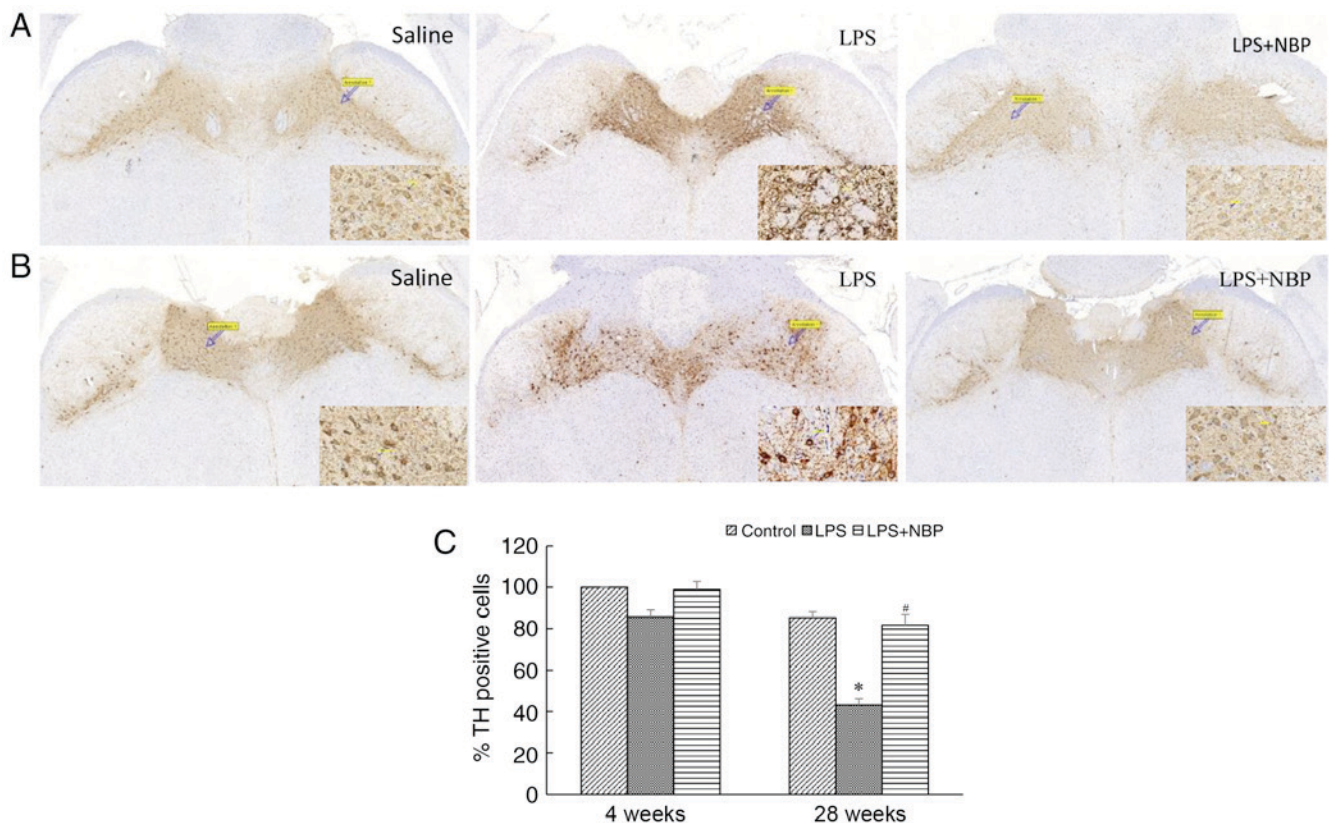 A
Saline
LPS
LPS+NBP
B
Saline
LPS
LPS+NBP
C
Control LPS LPS+NBP
% TH positive cells
120
100
80
60
40
20
0
#
*
4 weeks
28 weeks